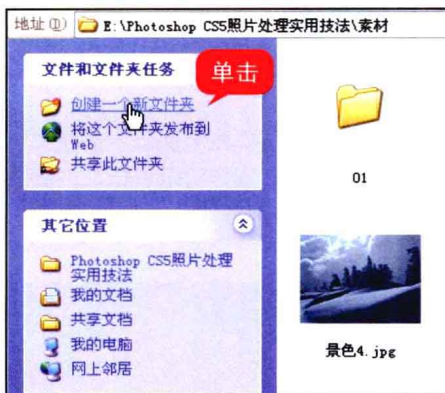 地址(D) E:\Photoshop CS5照片处理实用技法\素材
文件和文件夹任务
单击
创建一个新文件夹
将这个文件夹发布到
Web
共享此文件夹
01
其它位置
Photoshop CS5照片处理
实用技法
我的文档
共享文档
我的电脑
网上邻居
景色4.jpg